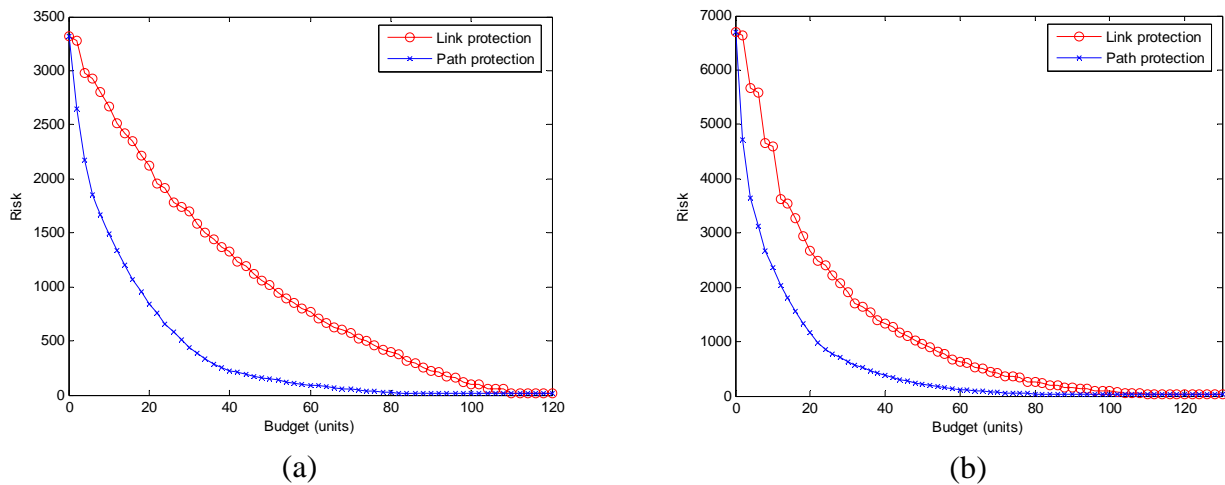 3500
3000
2500
2000
1500
1000
500
0
Risk
Link protection
Path protection
0 20 40 60 80 100 120
Budget (units)
(a)
7000
6000
5000
4000
3000
2000
1000
0
Risk
Link protection
Path protection
0 20 40 60 80 100 120
Budget (units)
(b)